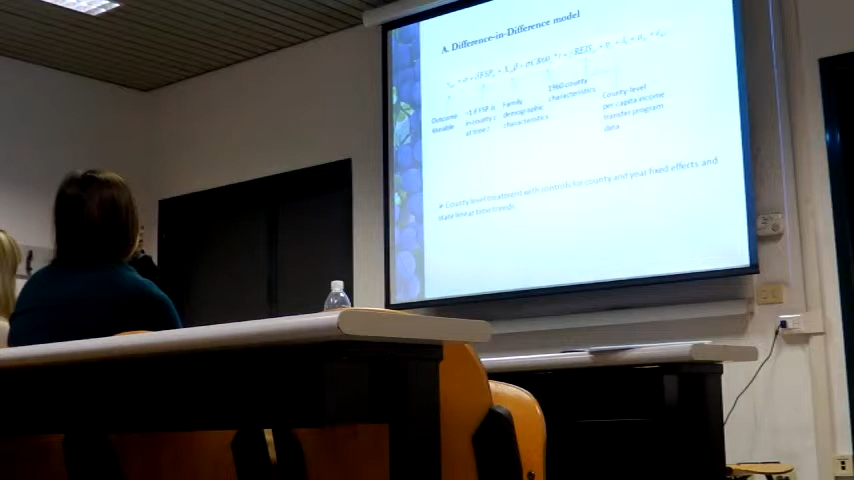 A. Difference-in-Difference model
Outcome
Variable
=1 if FSP is
in county c
at time t
Family
demographic
characteristics
1960 county
characteristics
County-level
per capita income
transfer program
data
County level treatment with controls for county and year fixed effects and
state linear time trends